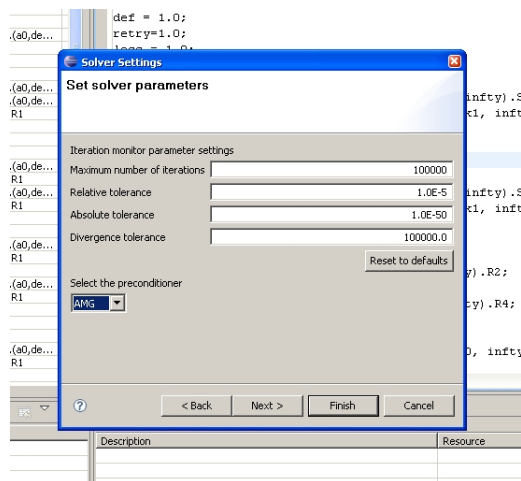 def = 1.0;
.(a0,de...
retry=1.0;
Solver Settings
Set solver parameters
.(a0,de...
.(a0,de...
infty).S
R1
k1, inft
Iteration monitor parameter settings
Maximum number of iterations
100000
.(a0,de...
R1
.(a0,de...
Relative tolerance
1.0E-5
infty).S
R1
k1, inft
Absolute tolerance
1.0E-50
Divergence tolerance
100000.0
.(a0,de...
R1
Reset to defaults
y).R2;
.(a0,de...
Select the preconditioner
R1
AMG
ty).R4;
.(a0,de...
0, infty
R1
< Back
Next >
Finish
Cancel
Description
Resource